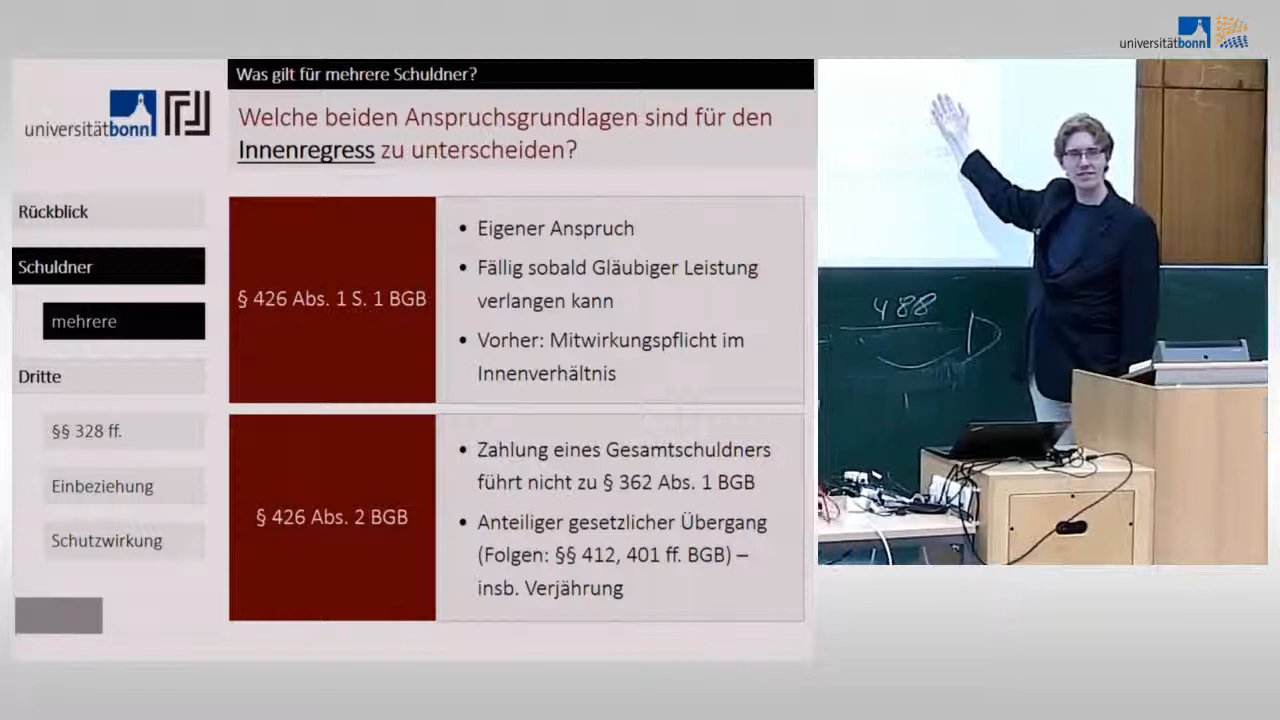 universitätbonn
Was gilt für mehrere Schuldner?
universitätbonn
Welche beiden Anspruchsgrundlagen sind für den
Innenregress zu unterscheiden?
Rückblick
Schuldner
mehrere
Dritte
§§ 328 ff.
Einbeziehung
Schutzwirkung
§ 426 Abs. 1 S. 1 BGB
• Eigener Anspruch
• Fällig sobald Gläubiger Leistung
verlangen kann
• Vorher: Mitwirkungspflicht im
Innenverhältnis
§ 426 Abs. 2 BGB
• Zahlung eines Gesamtschuldners
führt nicht zu § 362 Abs. 1 BGB
• Anteiliger gesetzlicher Übergang
(Folgen: §§ 412, 401 ff. BGB) –
insb. Verjährung
488